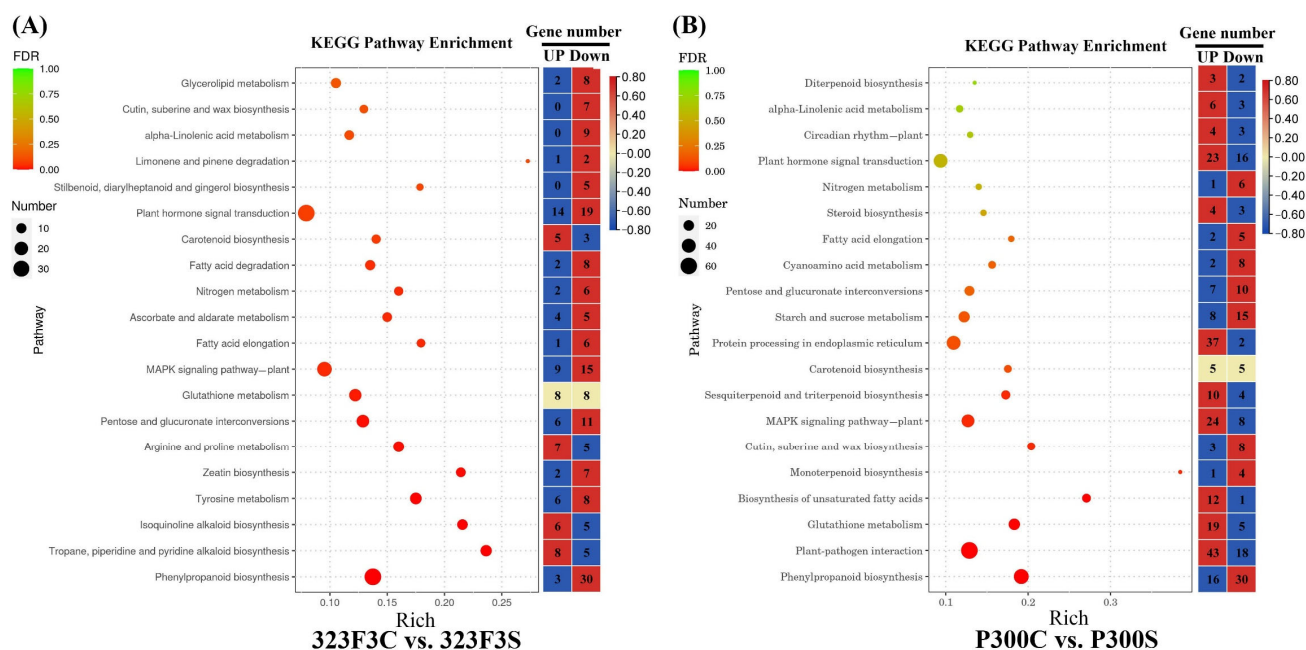 (A)
FDR
1.00
0.75
0.50
0.25
0.00
Number
10
20
30
Pathway
KEGG Pathway Enrichment
Gene number
UP Down
Glycerolipid metabolism 2 8
Cutin, suberine and wax biosynthesis 0 7
alpha-Linolenic acid metabolism 0 9
Limonene and pinene degradation 1 2
Stilbenoid, diarylheptanoid and gingerol biosynthesis 0 5
Plant hormone signal transduction 14 19
Carotenoid biosynthesis 5 3
Fatty acid degradation 2 8
Nitrogen metabolism 2 6
Ascorbate and aldarate metabolism 4 5
Fatty acid elongation 1 6
MAPK signaling pathway—plant 9 15
Glutathione metabolism 8 8
Pentose and glucuronate interconversions 6 11
Arginine and proline metabolism 7 5
Zeatin biosynthesis 2 7
Tyrosine metabolism 6 8
Isoquinoline alkaloid biosynthesis 6 5
Tropane, piperidine and pyridine alkaloid biosynthesis 8 5
Phenylpropanoid biosynthesis 3 30
0.10 0.15 0.20 0.25
Rich
323F3C vs. 323F3S
0.80
0.60
0.40
0.20
-0.00
-0.20
-0.40
-0.60
-0.80
(B)
FDR
1.00
0.75
0.50
0.25
0.00
Number
20
40
60
Pathway
KEGG Pathway Enrichment
Gene number
UP Down
Diterpenoid biosynthesis 3 2
alpha-Linolenic acid metabolism 6 3
Circadian rhythm—plant 4 3
Plant hormone signal transduction 23 16
Nitrogen metabolism 1 6
Steroid biosynthesis 4 3
Fatty acid elongation 2 5
Cyanoamino acid metabolism 2 8
Pentose and glucuronate interconversions 7 10
Starch and sucrose metabolism 8 15
Protein processing in endoplasmic reticulum 37 2
Carotenoid biosynthesis 5 5
Sesquiterpenoid and triterpenoid biosynthesis 10 4
MAPK signaling pathway—plant 24 8
Cutin, suberine and wax biosynthesis 3 8
Monoterpenoid biosynthesis 1 4
Biosynthesis of unsaturated fatty acids 12 1
Glutathione metabolism 19 5
Plant-pathogen interaction 43 18
Phenylpropanoid biosynthesis 16 30
0.1 0.2 0.3
Rich
P300C vs. P300S
0.80
0.60
0.40
0.20
-0.00
-0.20
-0.40
-0.60
-0.80